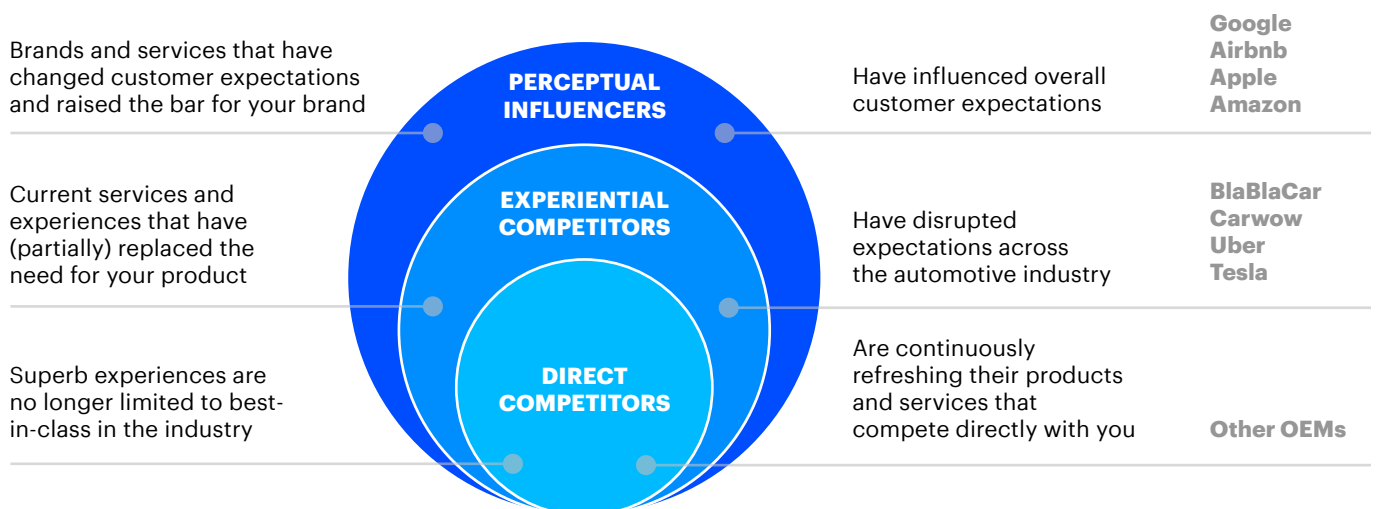 Brands and services that have
changed customer expectations
and raised the bar for your brand
PERCEPTUAL
INFLUENCERS
Have influenced overall
customer expectations
Google
Airbnb
Apple
Amazon
Current services and
experiences that have
(partially) replaced the
need for your product
EXPERIENTIAL
COMPETITORS
Have disrupted
expectations across
the automotive industry
BlaBlaCar
Carwow
Uber
Tesla
Superb experiences are
no longer limited to best-
in-class in the industry
DIRECT
COMPETITORS
Are continuously
refreshing their products
and services that
compete directly with you
Other OEMs